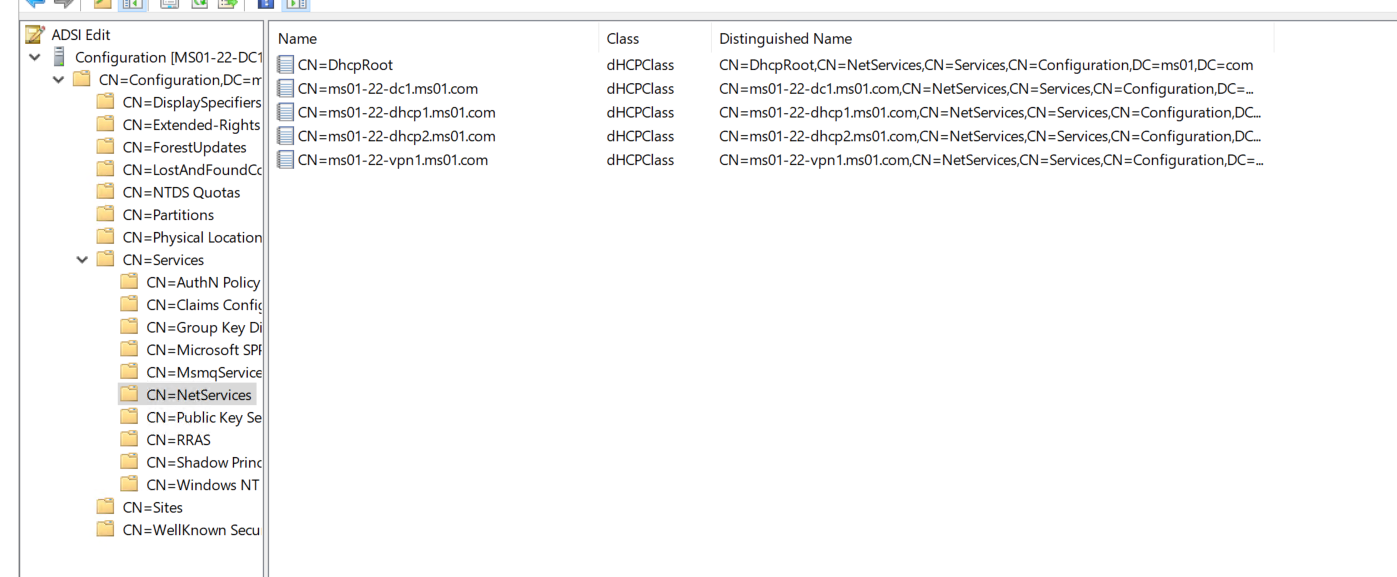 ADSI Edit
Configuration [MS01-22-DC1
CN=Configuration,DC=m
CN=DisplaySpecifiers
CN=Extended-Rights
CN=ForestUpdates
CN=LostAndFoundCo
CN=NTDS Quotas
CN=Partitions
CN=Physical Location
CN=Services
CN=AuthN Policy
CN=Claims Config
CN=Group Key Di
CN=Microsoft SPP
CN=MsmqService
CN=NetServices
CN=Public Key Se
CN=RRAS
CN=Shadow Princ
CN=Windows NT
CN=Sites
CN=WellKnown Secu
Name Class Distinguished Name
CN=DhcpRoot dHCPClass CN=DhcpRoot,CN=NetServices,CN=Services,CN=Configuration,DC=ms01,DC=com
CN=ms01-22-dc1.ms01.com dHCPClass CN=ms01-22-dc1.ms01.com,CN=NetServices,CN=Services,CN=Configuration,DC=...
CN=ms01-22-dhcp1.ms01.com dHCPClass CN=ms01-22-dhcp1.ms01.com,CN=NetServices,CN=Services,CN=Configuration,DC...
CN=ms01-22-dhcp2.ms01.com dHCPClass CN=ms01-22-dhcp2.ms01.com,CN=NetServices,CN=Services,CN=Configuration,DC...
CN=ms01-22-vpn1.ms01.com dHCPClass CN=ms01-22-vpn1.ms01.com,CN=NetServices,CN=Services,CN=Configuration,DC=...